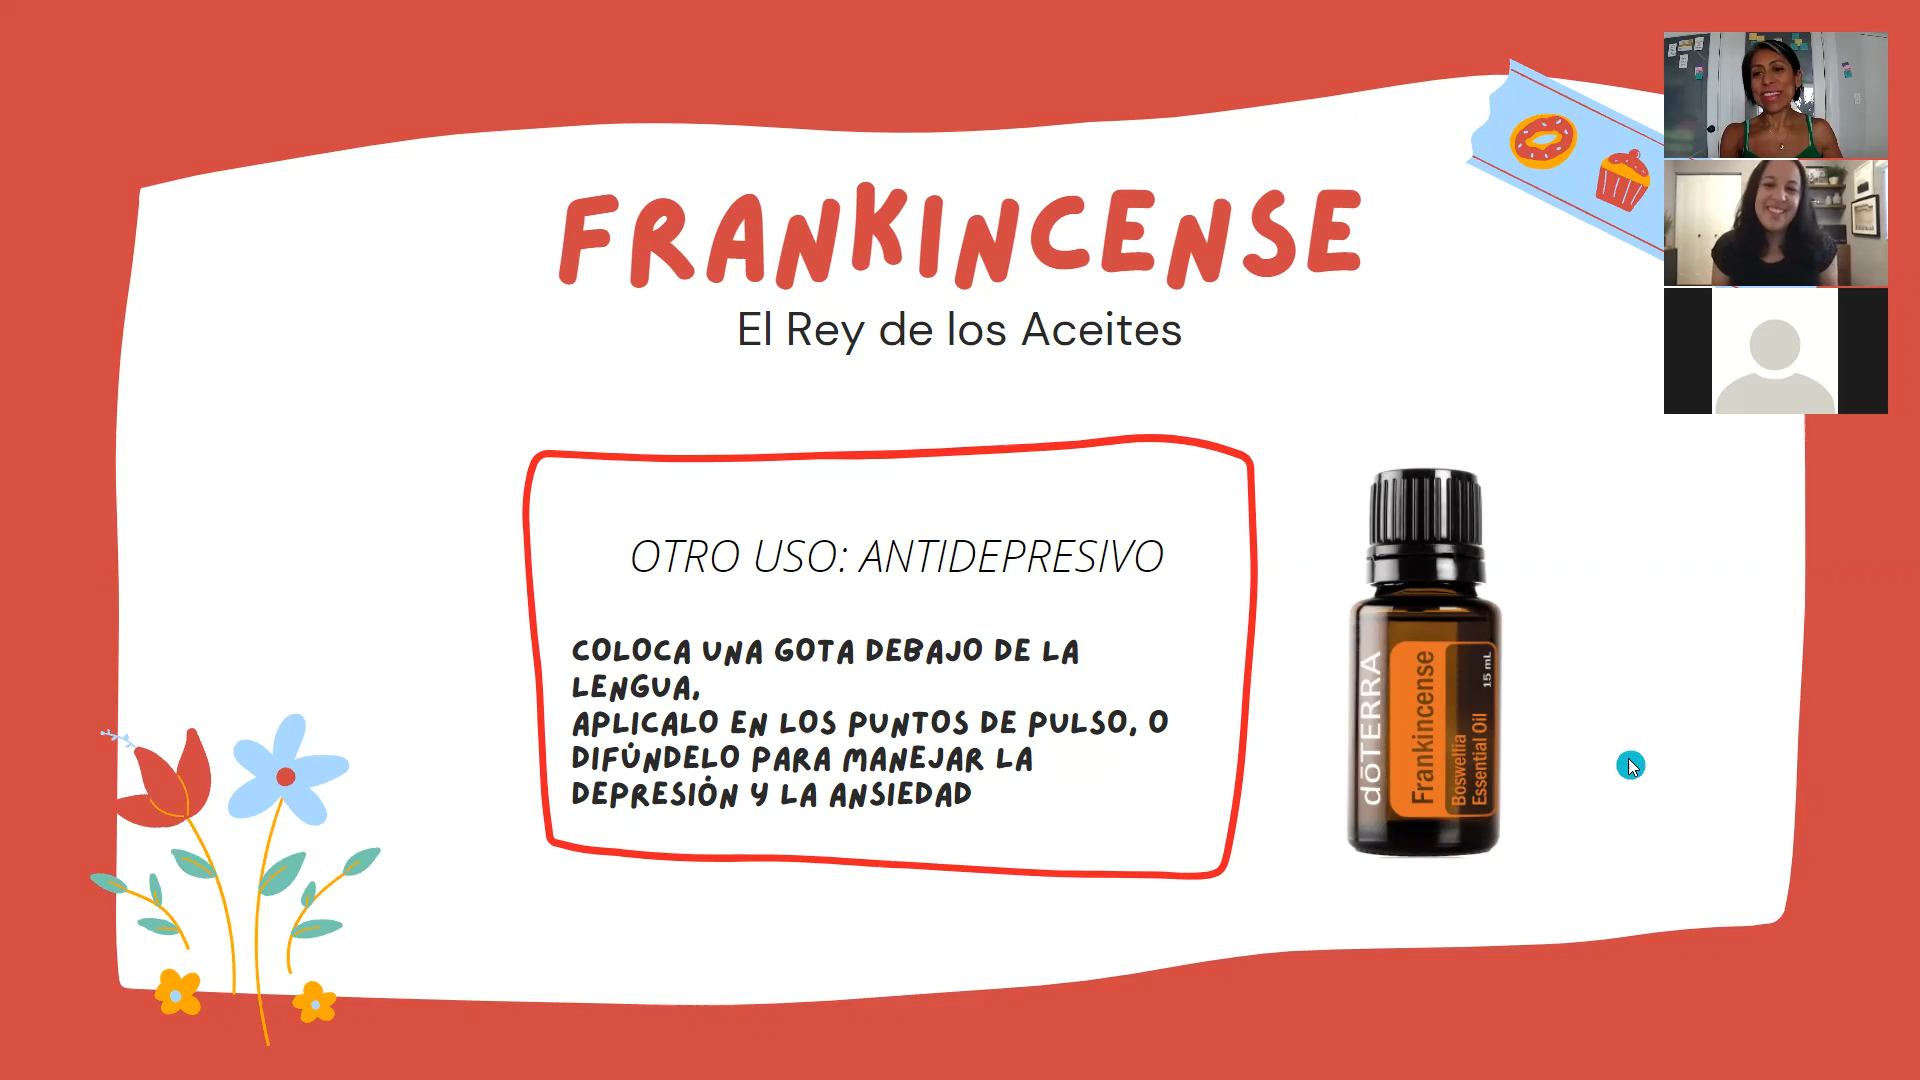 FRANKINCENSE
El Rey de los Aceites
OTRO USO: ANTIDEPRESIVO
COLOCA UNA GOTA DEBAJO DE LA
LENGUA,
APLICALO EN LOS PUNTOS DE PULSO, O
DIFÚNDELO PARA MANEJAR LA
DEPRESIÓN Y LA ANSIEDAD
dōTERRA
Frankincense
Boswellia
Essential Oil
15 mL